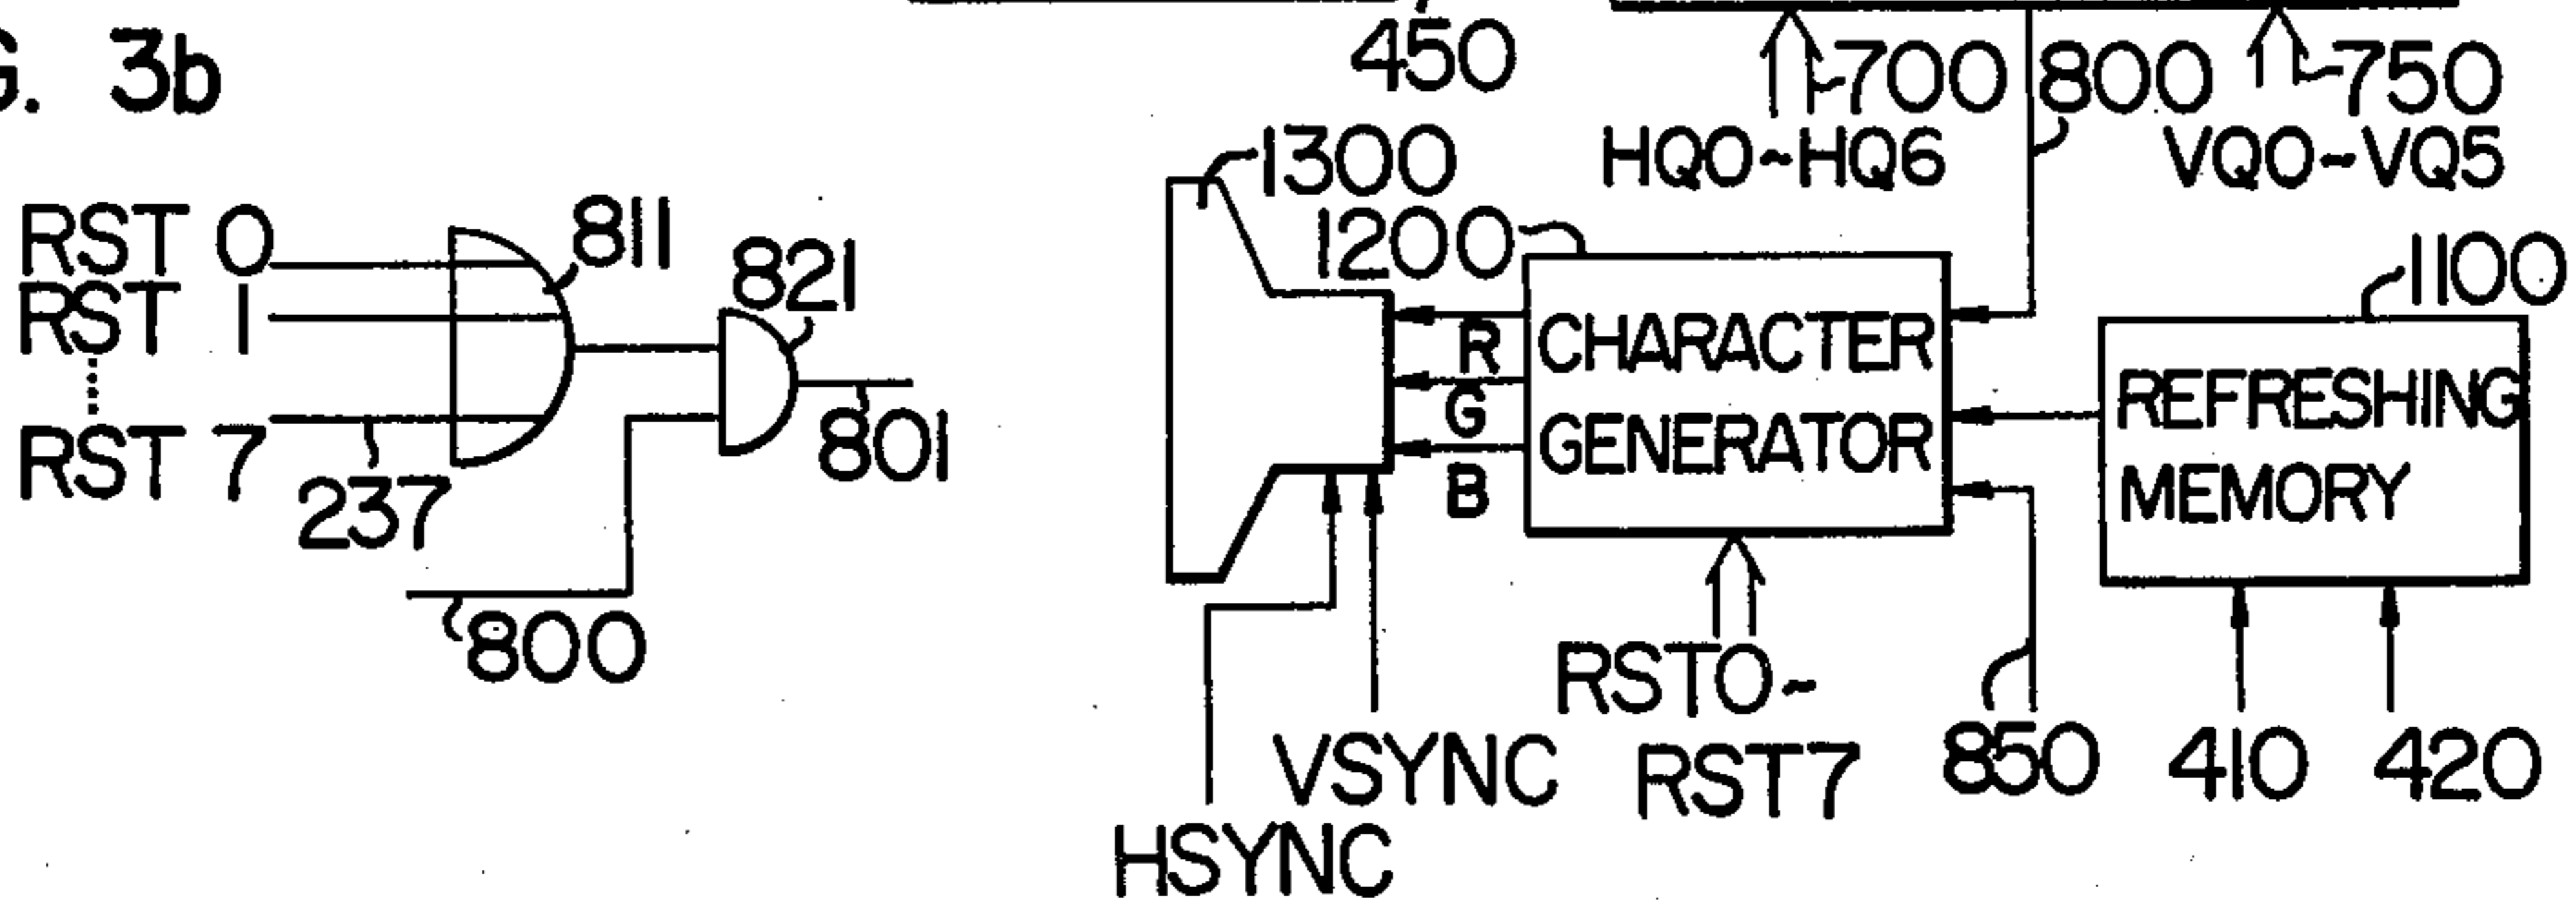 G. 3b
RST 0
RST 1
RST 7
811
821
237
801
800
450
700
800
750
HQ0~HQ6
VQ0~VQ5
1300
1200
1100
R
G
B
CHARACTER
GENERATOR
REFRESHING
MEMORY
RST0~
RST7
850
410
420
VSYNC
HSYNC